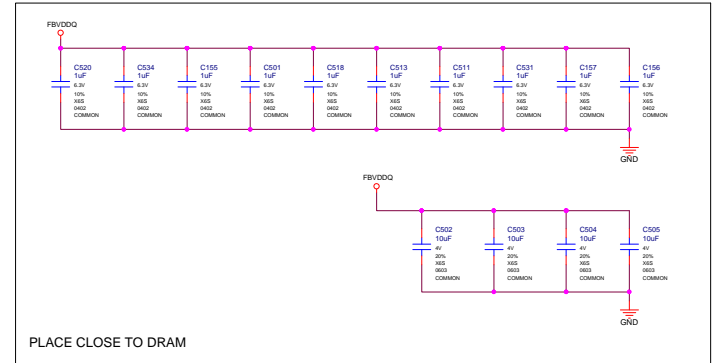 FBVDDQ
C520 C534 C155 C501 C518 C513 C511 C531 C157 C156
1uF 1uF 1uF 1uF 1uF 1uF 1uF 1uF 1uF 1uF
6.3V 6.3V 6.3V 6.3V 6.3V 6.3V 6.3V 6.3V 6.3V 6.3V
10% 10% 10% 10% 10% 10% 10% 10% 10% 10%
X6S X6S X6S X6S X6S X6S X6S X6S X6S X6S
0402 0402 0402 0402 0402 0402 0402 0402 0402 0402
COMMON COMMON COMMON COMMON COMMON COMMON COMMON COMMON COMMON COMMON
GND
FBVDDQ
C502 C503 C504 C505
10uF 10uF 10uF 10uF
4V 4V 4V 4V
20% 20% 20% 20%
X6S X6S X6S X6S
0603 0603 0603 0603
COMMON COMMON COMMON COMMON
GND
PLACE CLOSE TO DRAM